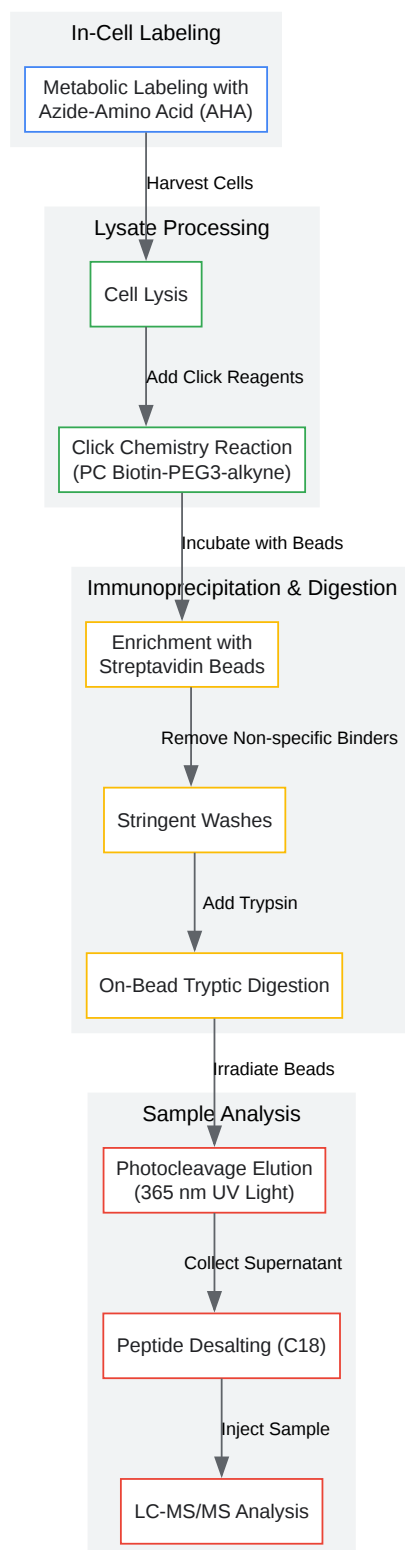 In-Cell Labeling
Metabolic Labeling with
Azide-Amino Acid (AHA)
Harvest Cells
Lysate Processing
Cell Lysis
Add Click Reagents
Click Chemistry Reaction
(PC Biotin-PEG3-alkyne)
Incubate with Beads
Immunoprecipitation & Digestion
Enrichment with
Streptavidin Beads
Remove Non-specific Binders
Stringent Washes
Add Trypsin
On-Bead Tryptic Digestion
Irradiate Beads
Sample Analysis
Photocleavage Elution
(365 nm UV Light)
Collect Supernatant
Peptide Desalting (C18)
Inject Sample
LC-MS/MS Analysis